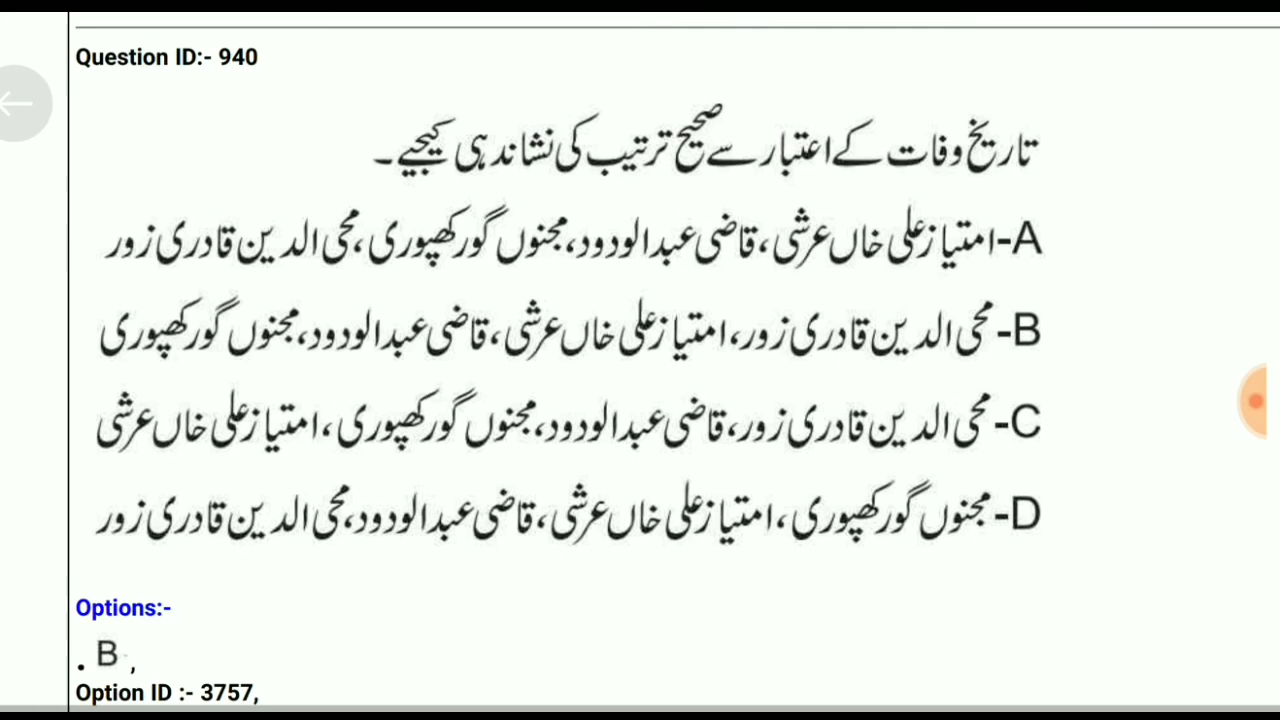 Question ID:- 940
تاریخ وفات کے اعتبار سے صحیح ترتیب کی نشاندہی کیجیے۔
A-امتیاز علی خاں عرشی، قاضی عبدالودود، مجنوں گورکھپوری، محی الدین قادری زور
B- محی الدین قادری زور، امتیاز علی خاں عرشی، قاضی عبدالودود، مجنوں گورکھپوری
C- محی الدین قادری زور، قاضی عبدالودود، مجنوں گورکھپوری، امتیاز علی خاں عرشی
D- مجنوں گورکھپوری، امتیاز علی خاں عرشی، قاضی عبدالودود، محی الدین قادری زور
Options:-
. B ,
Option ID :- 3757,